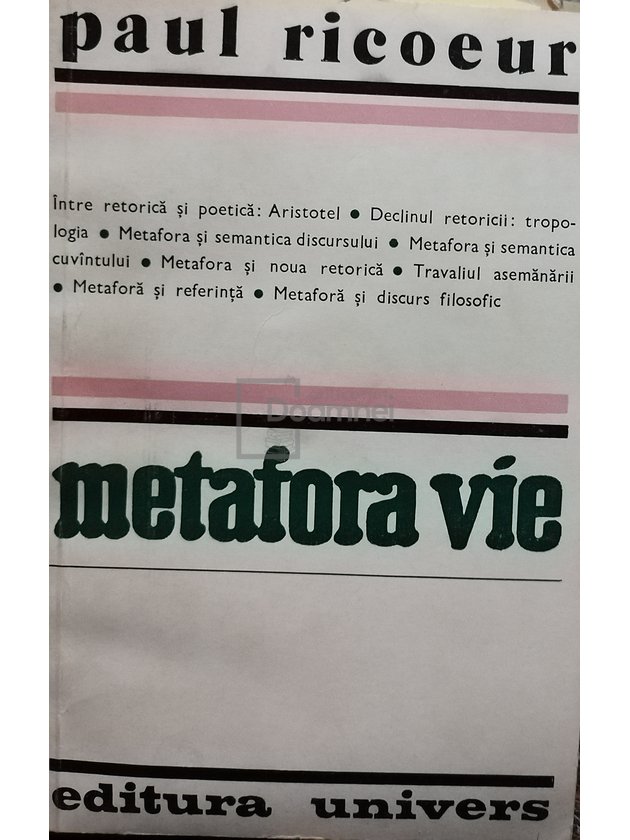 paul ricoeur
Între retorică și poetică: Aristotel ● Declinul retoricii: tropo-
logia ● Metafora și semantica discursului ● Metafora și semantica
cuvîntului ● Metafora și noua retorică ● Travaliul asemănării
● Metaforă și referință ● Metaforă și discurs filosofic
Doamnei
metafora vie
editura univers